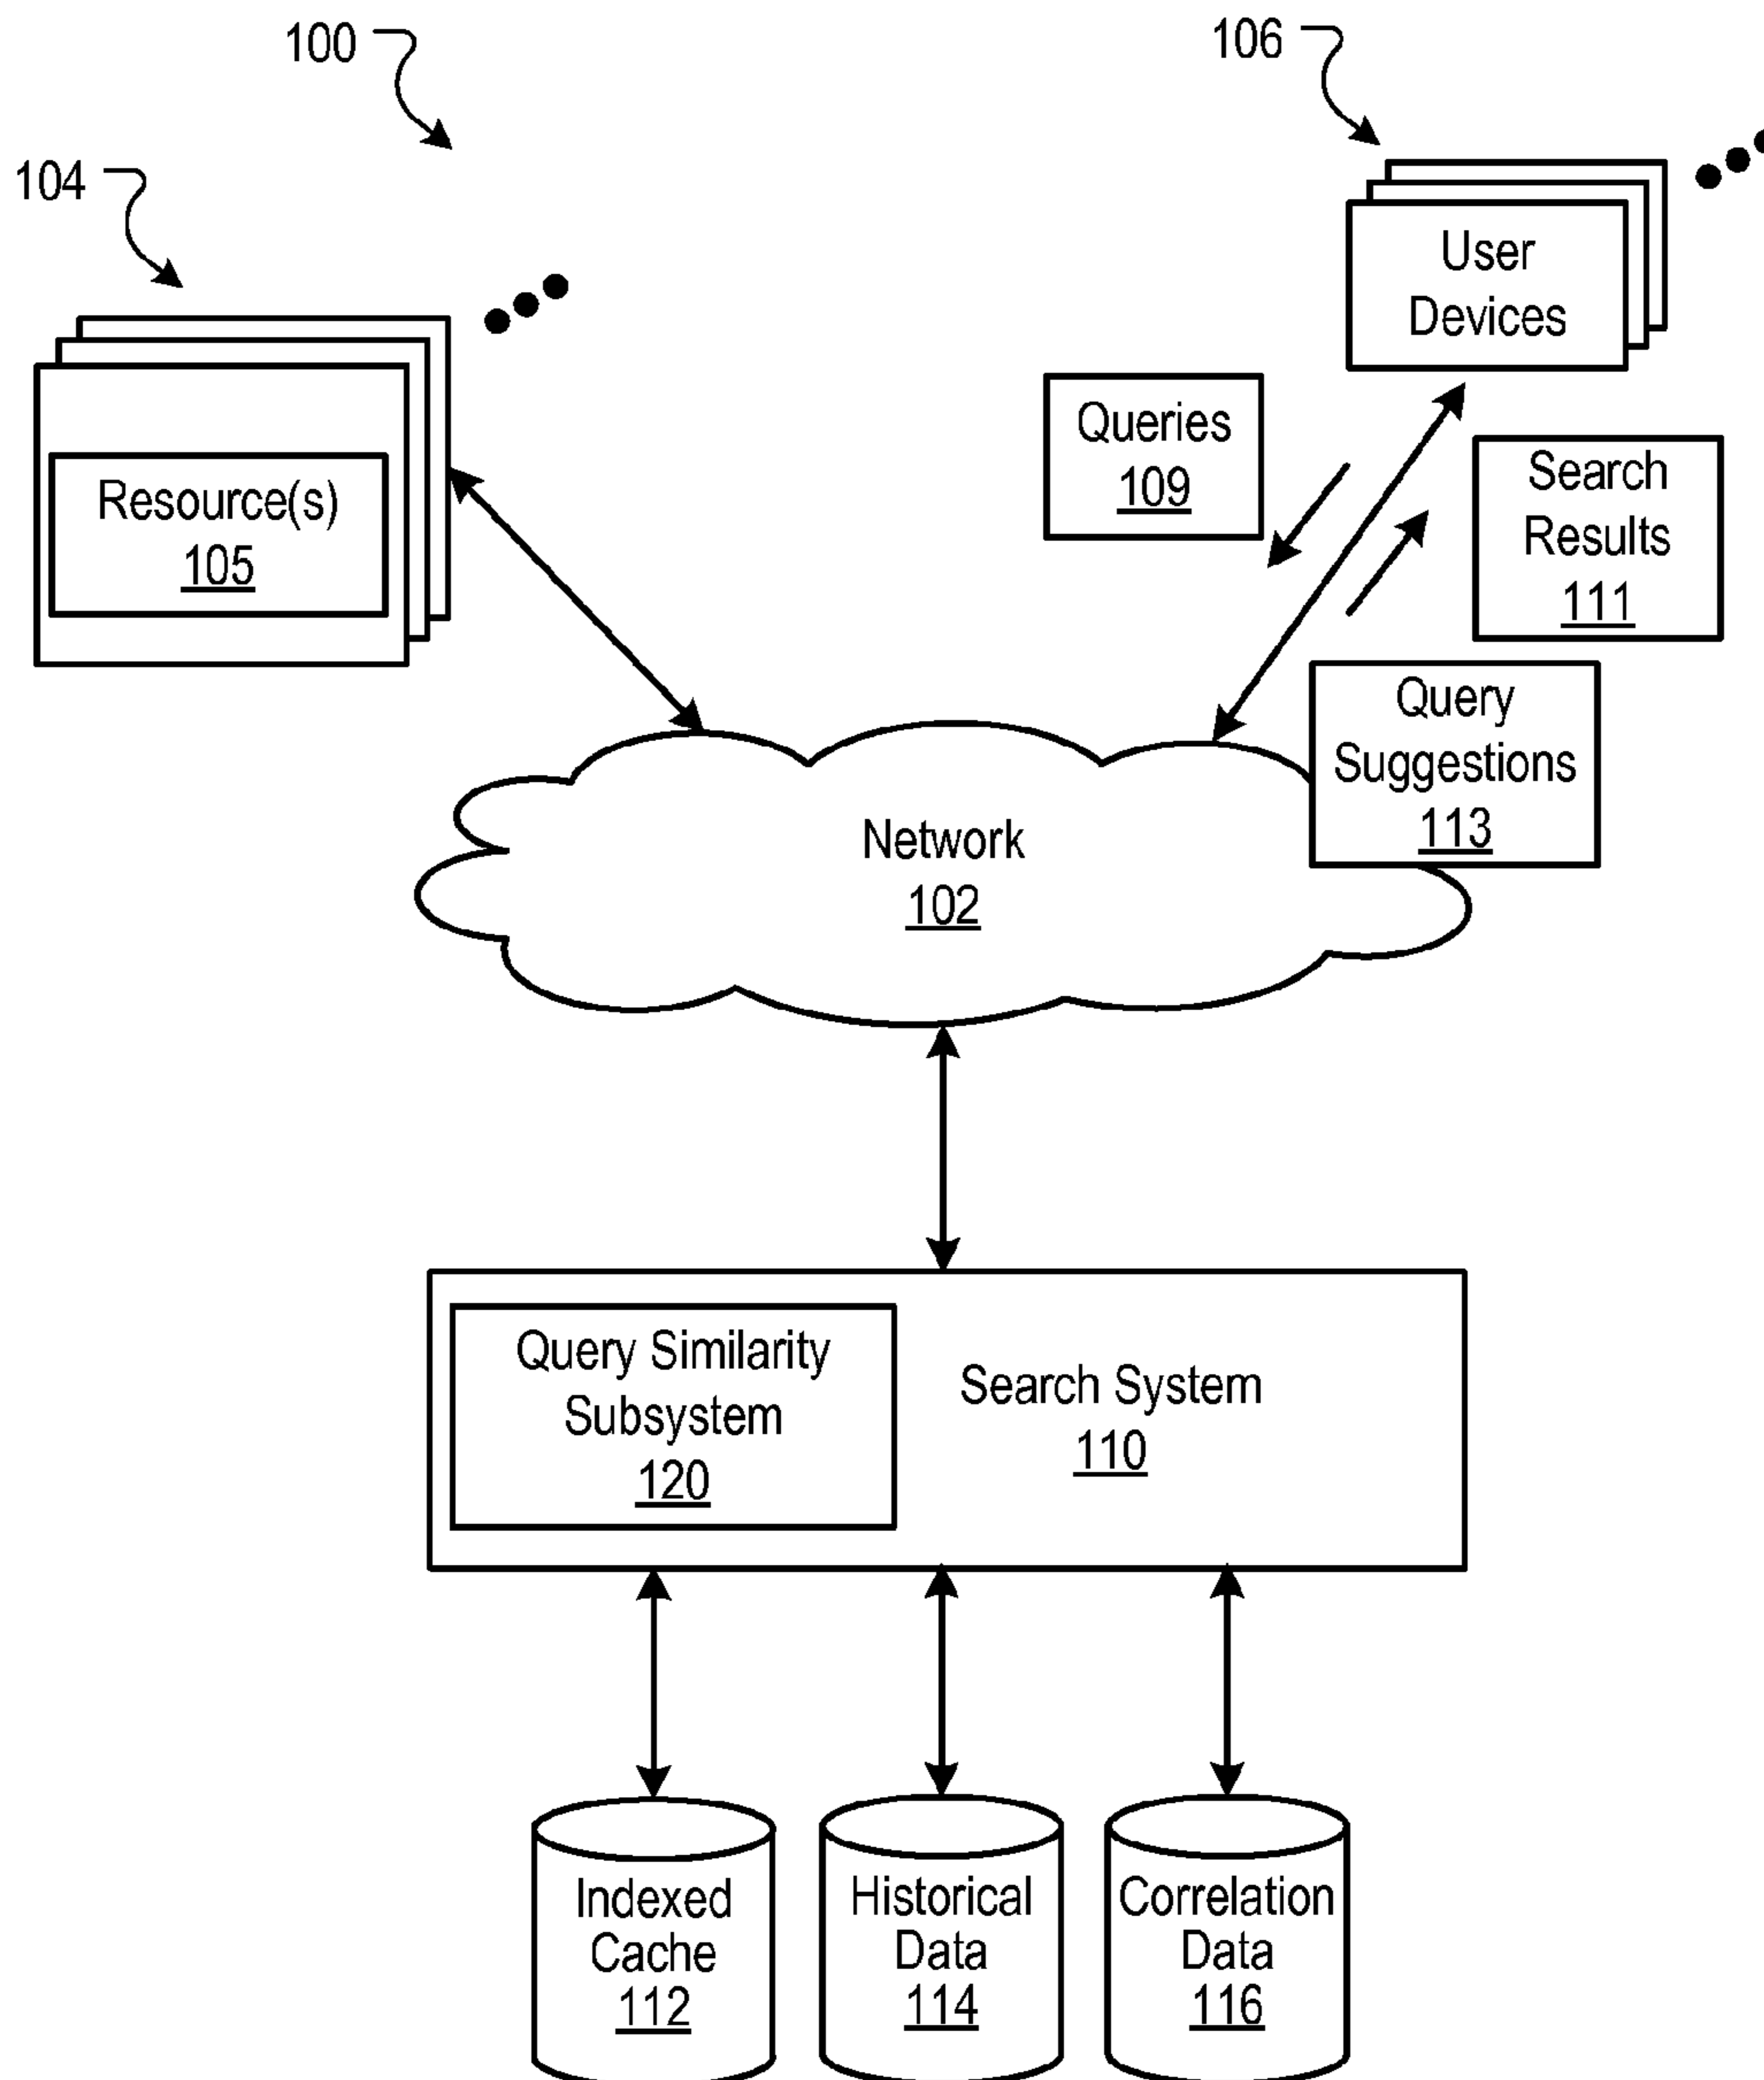 100
106
104
User
Devices
Queries
109
Search
Results
111
Resource(s)
105
Query
Suggestions
113
Network
102
Query Similarity
Subsystem
120
Search System
110
Indexed
Cache
112
Historical
Data
114
Correlation
Data
116